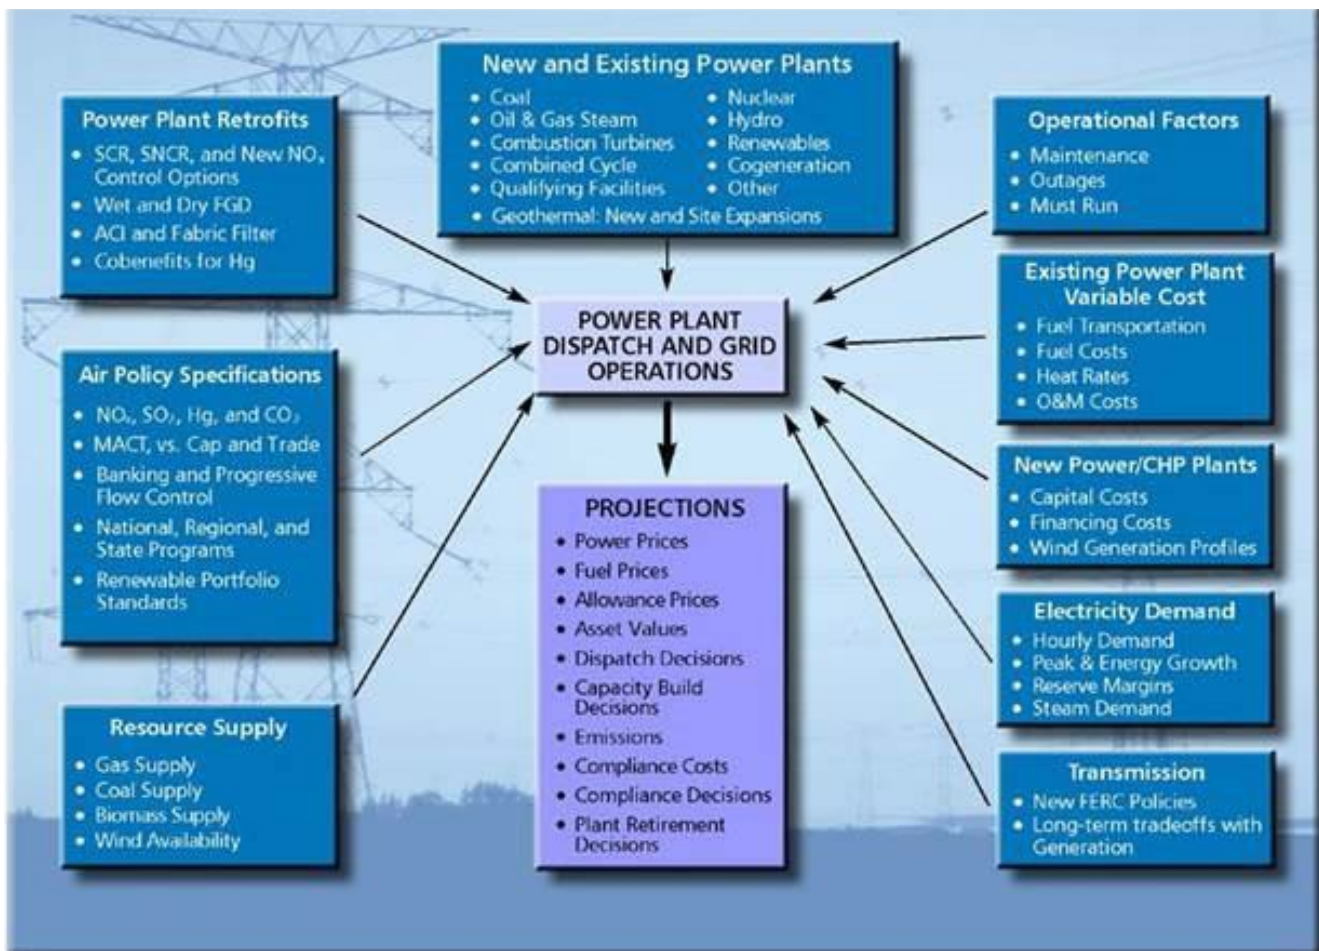 New and Existing Power Plants
• Coal
• Oil & Gas Steam
• Combustion Turbines
• Combined Cycle
• Qualifying Facilities
• Geothermal: New and Site Expansions
• Nuclear
• Hydro
• Renewables
• Cogeneration
• Other
Power Plant Retrofits
• SCR, SNCR, and New NOₓ
Control Options
• Wet and Dry FGD
• ACI and Fabric Filter
• Cobenefits for Hg
Air Policy Specifications
• NOₓ, SO₂, Hg, and CO₂
• MACT, vs. Cap and Trade
• Banking and Progressive
Flow Control
• National, Regional, and
State Programs
• Renewable Portfolio
Standards
Resource Supply
• Gas Supply
• Coal Supply
• Biomass Supply
• Wind Availability
POWER PLANT
DISPATCH AND GRID
OPERATIONS
PROJECTIONS
• Power Prices
• Fuel Prices
• Allowance Prices
• Asset Values
• Dispatch Decisions
• Capacity Build
Decisions
• Emissions
• Compliance Costs
• Compliance Decisions
• Plant Retirement
Decisions
Operational Factors
• Maintenance
• Outages
• Must Run
Existing Power Plant
Variable Cost
• Fuel Transportation
• Fuel Costs
• Heat Rates
• O&M Costs
New Power/CHP Plants
• Capital Costs
• Financing Costs
• Wind Generation Profiles
Electricity Demand
• Hourly Demand
• Peak & Energy Growth
• Reserve Margins
• Steam Demand
Transmission
• New FERC Policies
• Long-term tradeoffs with
Generation